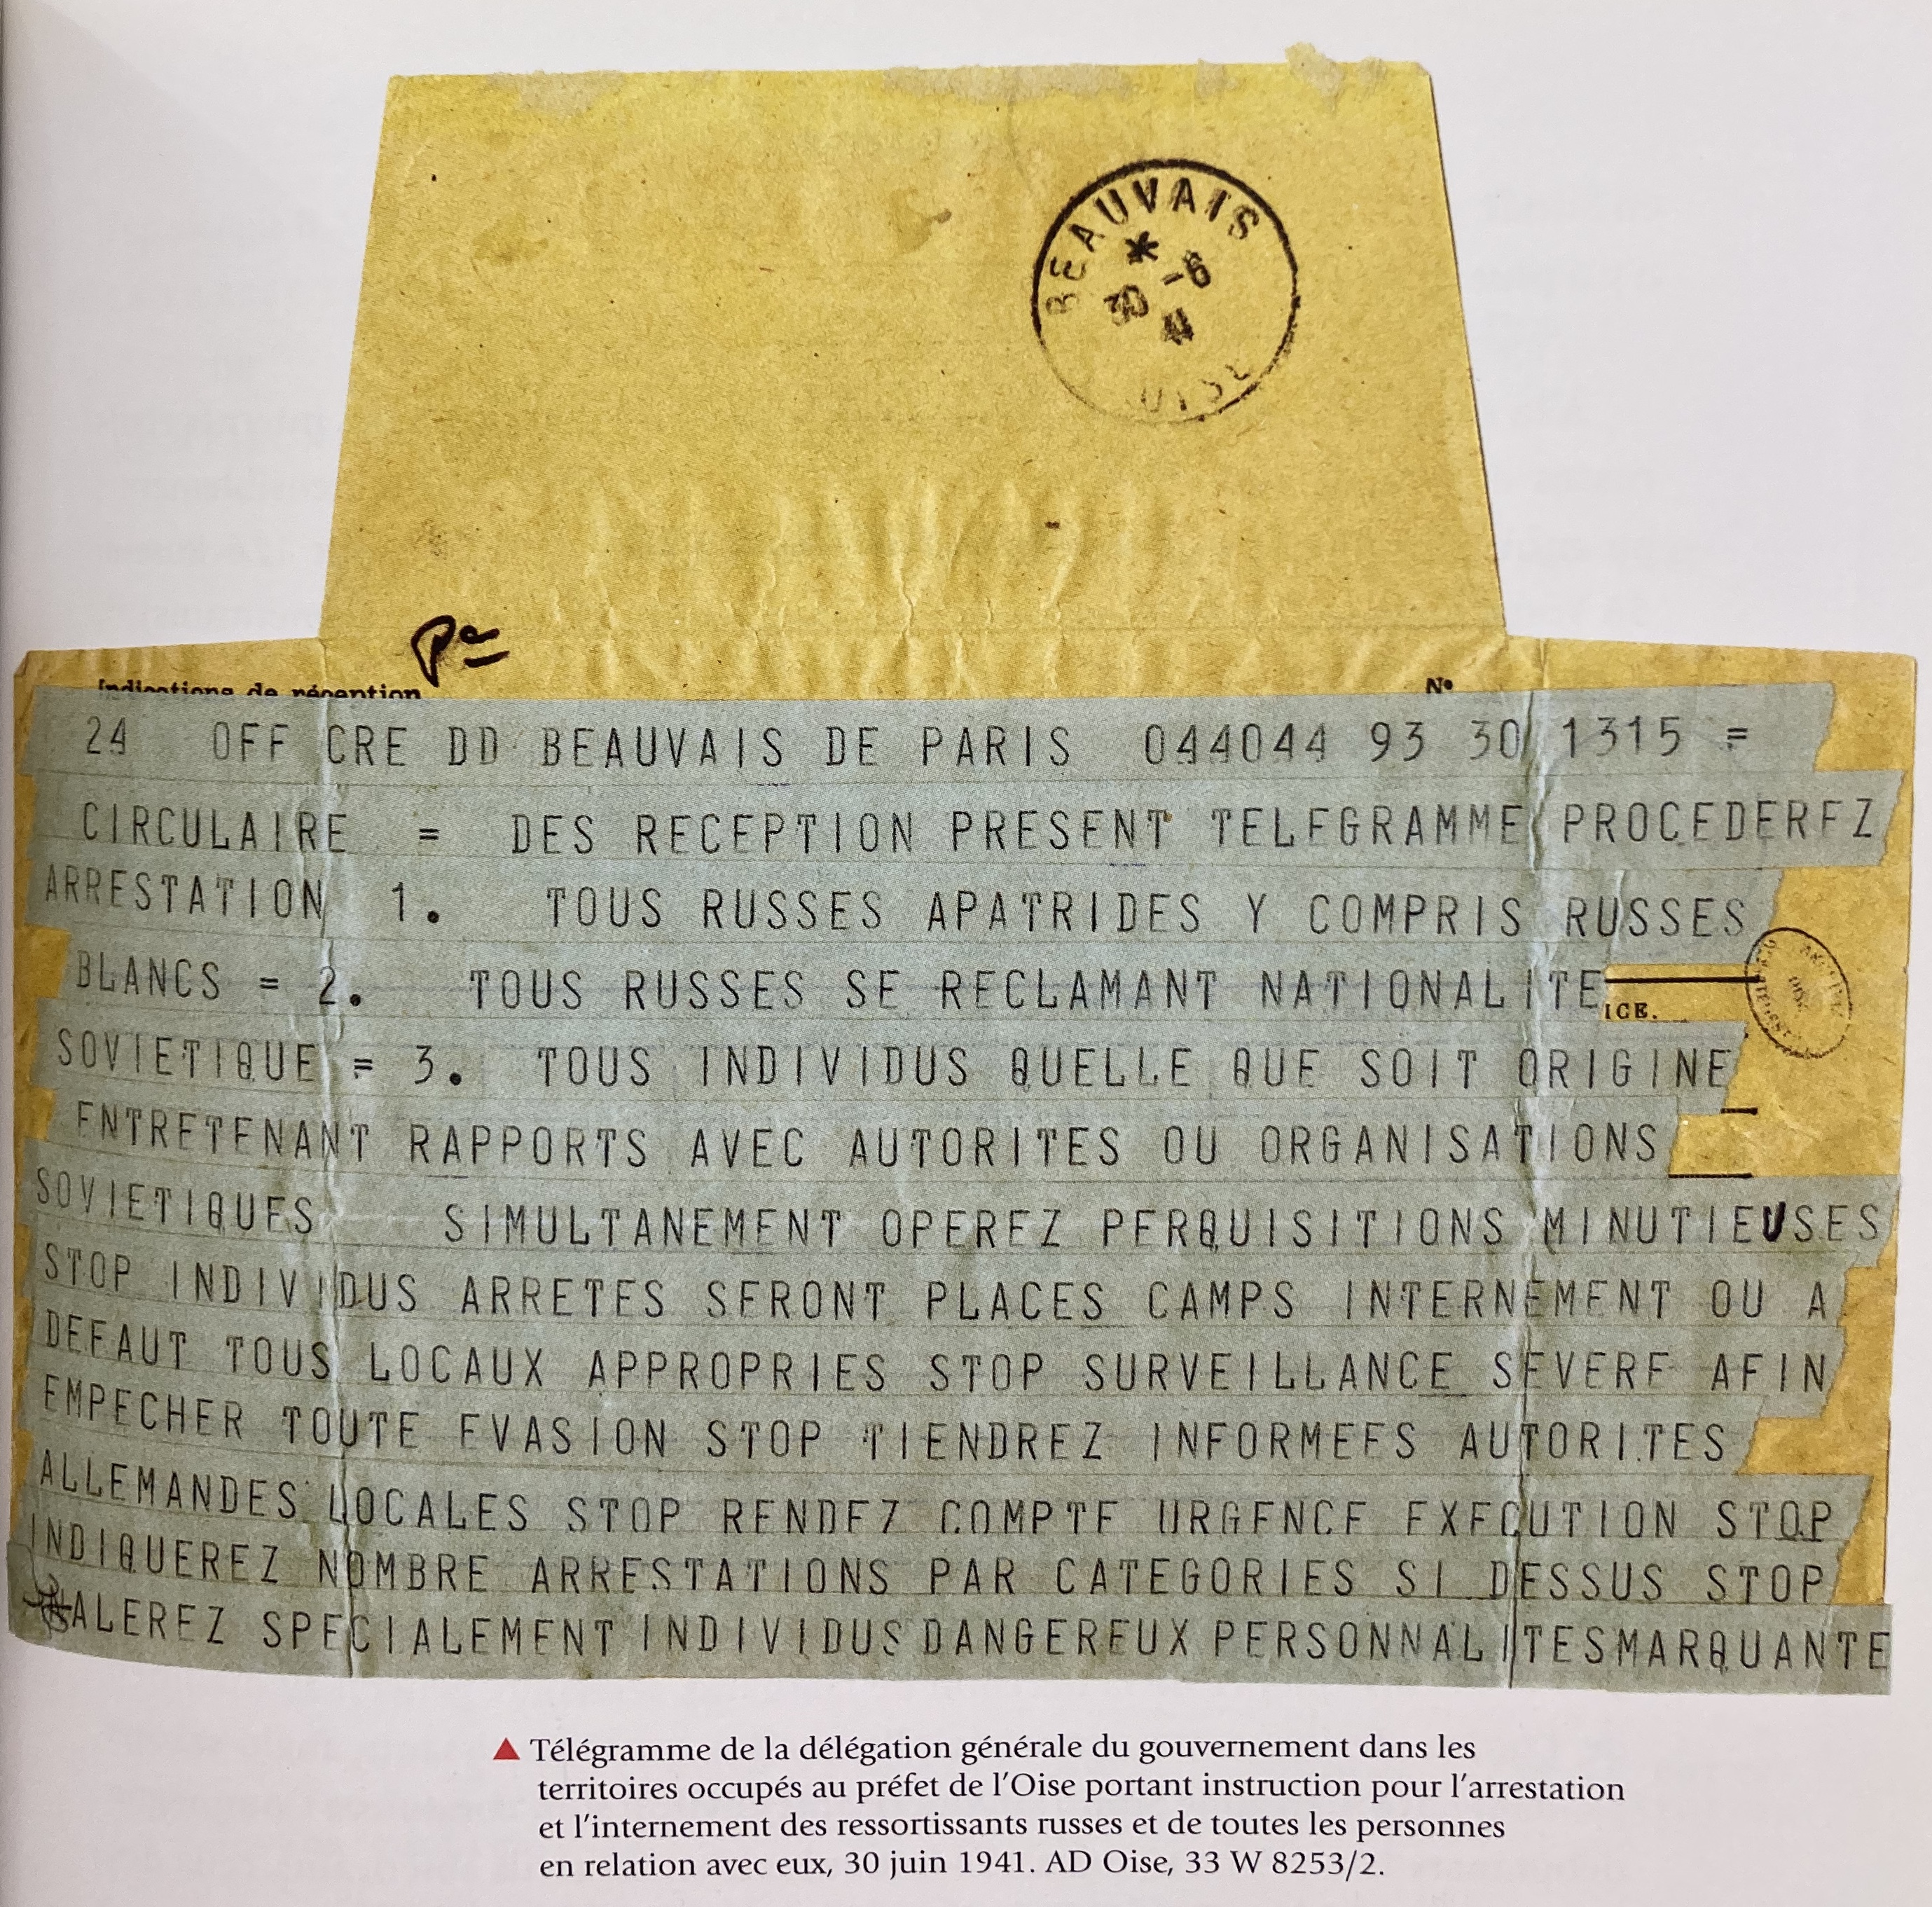 BEAUVAIS
*
30 -6
41
OISE
Pe
Indications de réception
No
24 OFF CRE DD BEAUVAIS DE PARIS 044044 93 30 1315 =
CIRCULAIRE = DES RECEPTION PRESENT TELEGRAMME PROCEDEREZ
ARRESTATION 1. TOUS RUSSES APATRIDES Y COMPRIS RUSSES
BLANCS = 2. TOUS RUSSES SE RECLAMANT NATIONALITE
ICE.
SOVIETIQUE = 3. TOUS INDIVIDUS QUELLE QUE SOIT ORIGINE
ENTRETENANT RAPPORTS AVEC AUTORITES OU ORGANISATIONS
SOVIETIQUES SIMULTANEMENT OPEREZ PERQUISITIONS MINUTIEUSES
STOP INDIVIDUS ARRETES SERONT PLACES CAMPS INTERNEMENT OU A
DEFAUT TOUS LOCAUX APPROPRIES STOP SURVEILLANCE SEVERE AFIN
EMPECHER TOUTE EVASION STOP TIENDREZ INFORMEES AUTORITES
ALLEMANDES LOCALES STOP RENDEZ COMPTE URGENCE EXECUTION STOP
INDIQUEREZ NOMBRE ARRESTATIONS PAR CATEGORIES SI DESSUS STOP
ALEREZ SPECIALEMENT INDIVIDUS DANGEREUX PERSONNALITESMARQUANTE
▲ Télégramme de la délégation générale du gouvernement dans les
territoires occupés au préfet de l'Oise portant instruction pour l'arrestation
et l'internement des ressortissants russes et de toutes les personnes
en relation avec eux, 30 juin 1941. AD Oise, 33 W 8253/2.